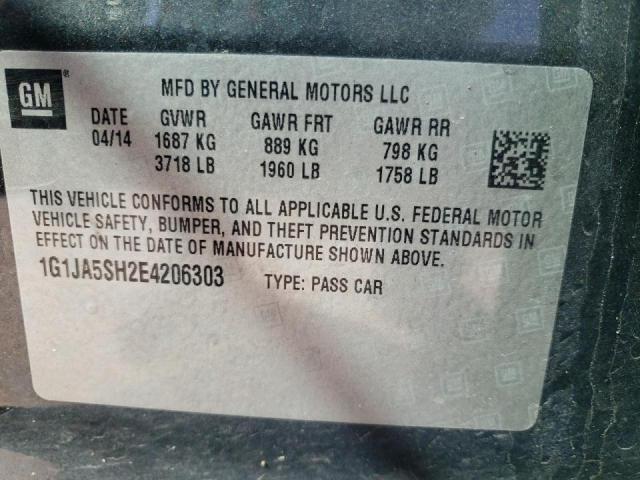 GM ®
MFD BY GENERAL MOTORS LLC
DATE GVWR GAWR FRT GAWR RR
04/14 1687 KG 889 KG 798 KG
3718 LB 1960 LB 1758 LB
THIS VEHICLE CONFORMS TO ALL APPLICABLE U.S. FEDERAL MOTOR
VEHICLE SAFETY, BUMPER, AND THEFT PREVENTION STANDARDS IN
EFFECT ON THE DATE OF MANUFACTURE SHOWN ABOVE.
1G1JA5SH2E4206303 TYPE: PASS CAR